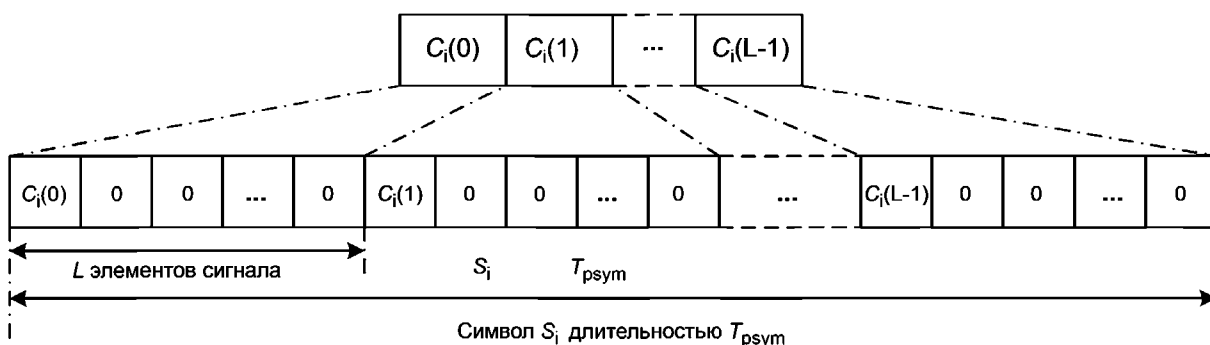 Ci(0) Ci(1) ... Ci(L-1)
Ci(0) 0 0 ... 0 Ci(1) 0 0 ... 0 ... Ci(L-1) 0 0 ... 0
L элементов сигнала Si Tpsym
Символ Si длительностью Tpsym